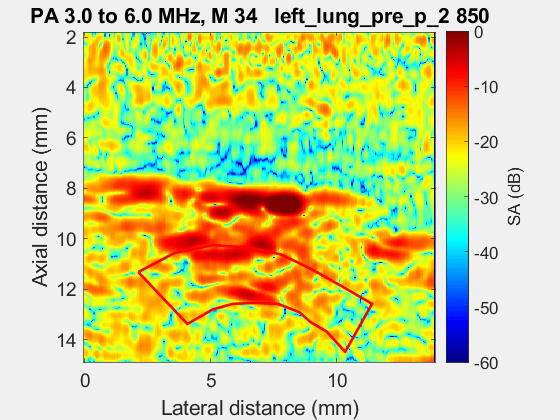 PA 3.0 to 6.0 MHz, M 34 left_lung_pre_p_2 850
2
4
6
8
10
12
14
Axial distance (mm)
0 5 10
Lateral distance (mm)
0
-10
-20
-30
-40
-50
-60
SA (dB)